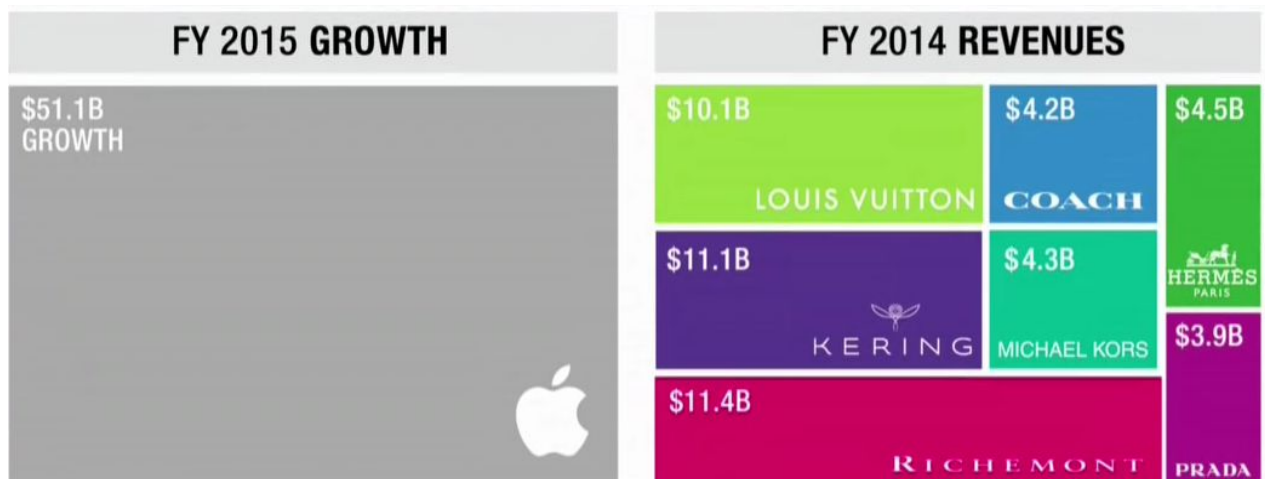 FY 2015 GROWTH
$51.1B
GROWTH
FY 2014 REVENUES
$10.1B
LOUIS VUITTON
$4.2B
COACH
$4.5B
HERMÈS
PARIS
$11.1B
KERING
$4.3B
MICHAEL KORS
$3.9B
PRADA
$11.4B
RICHEMONT